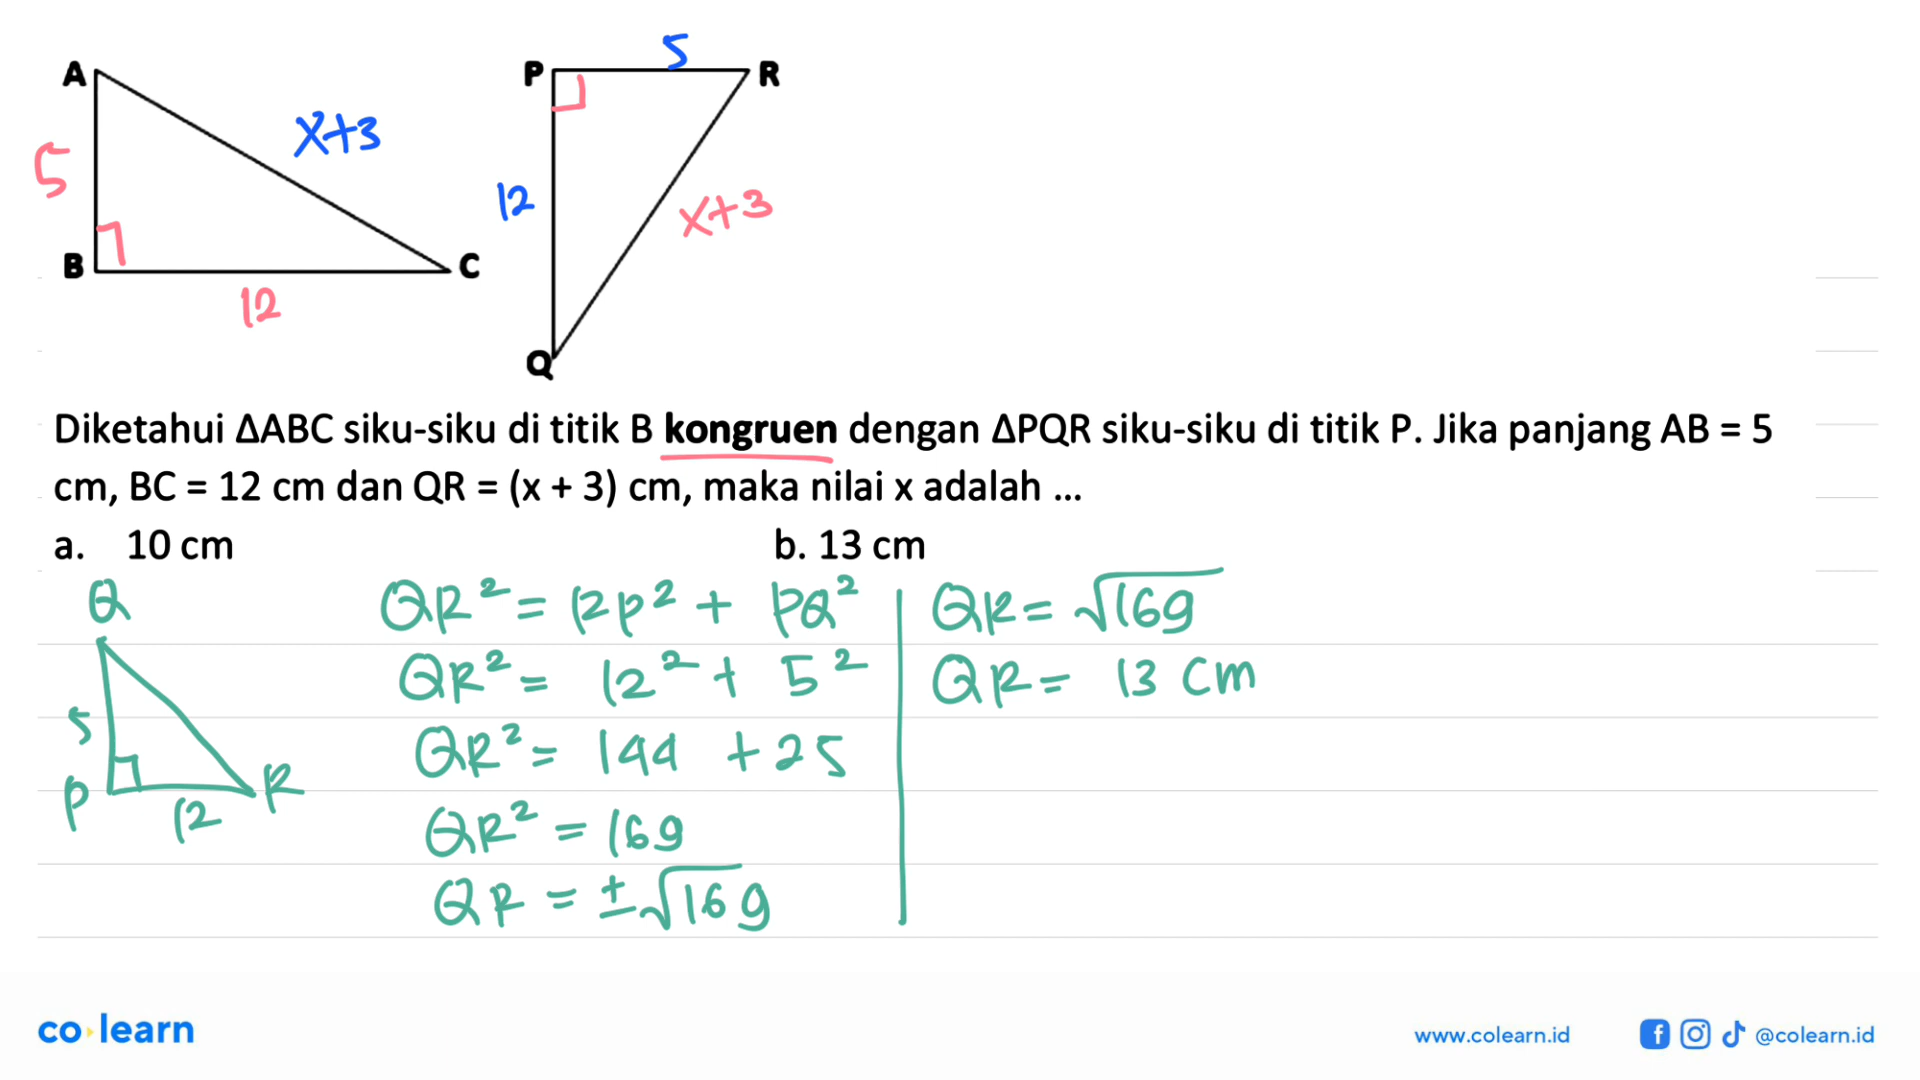 A
5
X+3
B
12
C
P
5
R
12
x+3
Q
Diketahui ΔABC siku-siku di titik B kongruen dengan ΔPQR siku-siku di titik P. Jika panjang AB = 5
cm, BC = 12 cm dan QR = (x + 3) cm, maka nilai x adalah ...
a. 10 cm
b. 13 cm
Q
5
P
12
R
QR² = RP² + PQ²
QR² = 12² + 5²
QR² = 144 + 25
QR² = 169
QR = ±√169
QR = √169
QR = 13 cm
co learn
www.colearn.id
@colearn.id